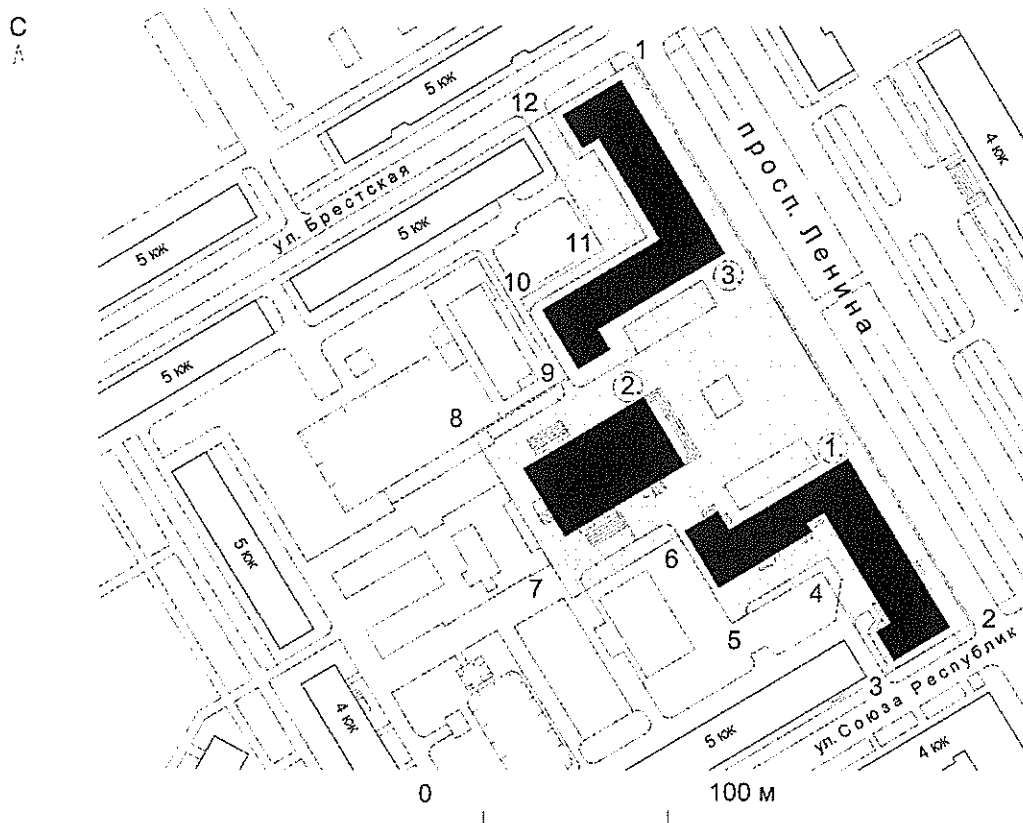 С
1
12
5 кж
4 кж
просп. Ленина
ул. Брестская
5 кж
5 кж
11
10
3
5 кж
9
2
8
1
6
5 кж
7
4
5
2
3
4 кж
5 кж
ул. Союза Республик
4 кж
0
100 м